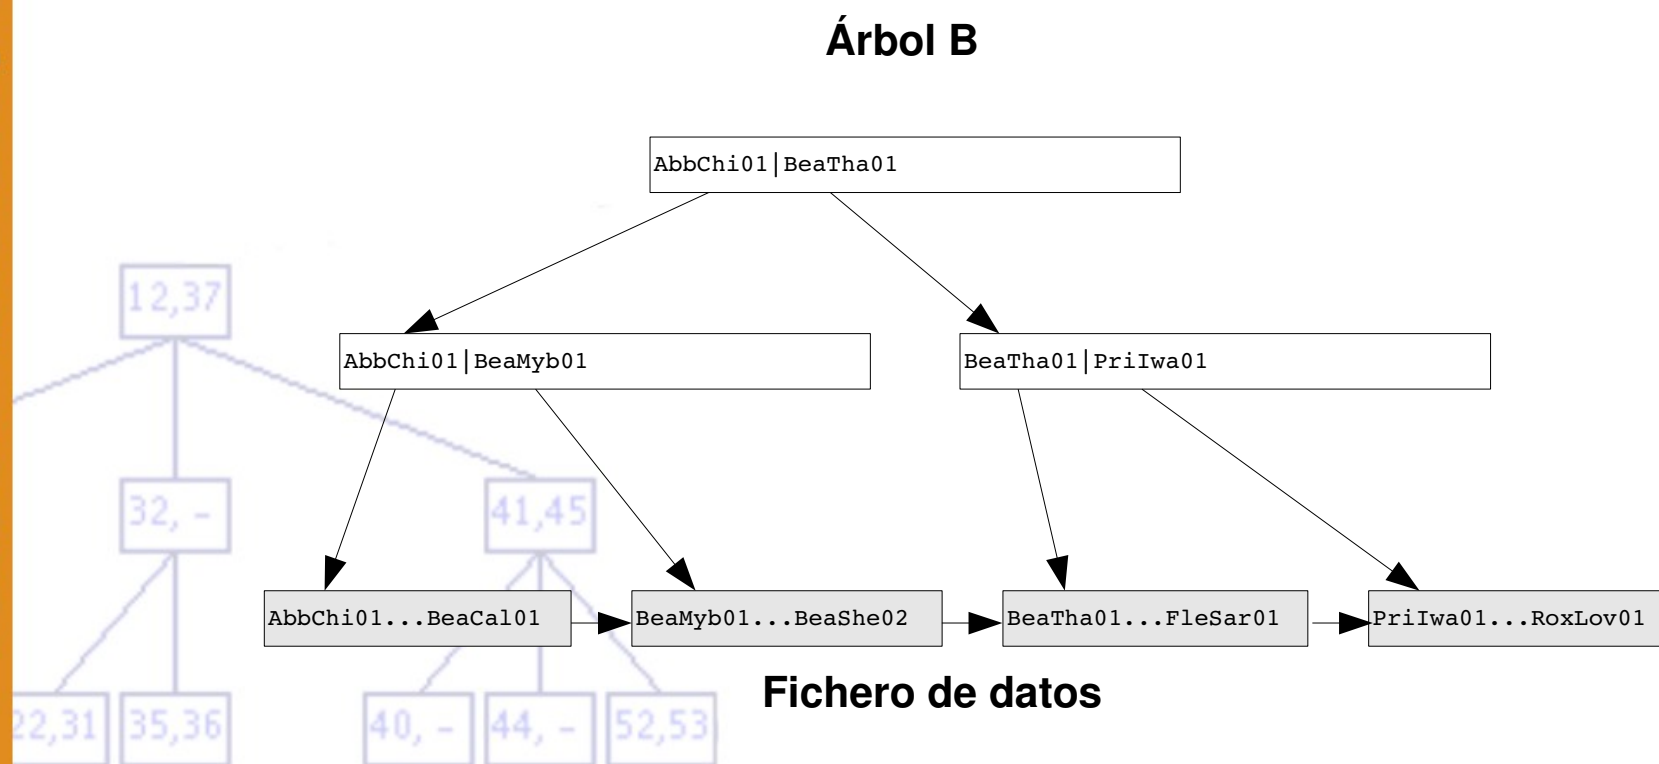 Árbol B
AbbChi01|BeaTha01
12,37
AbbChi01|BeaMyb01
BeaTha01|PriIwa01
32, -
41,45
AbbChi01...BeaCal01
BeaMyb01...BeaShe02
BeaTha01...FleSar01
PriIwa01...RoxLov01
Fichero de datos
22,31
35,36
40, -
44, -
52,53